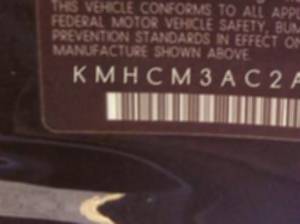 THIS VEHICLE CONFORMS TO ALL APPL
FEDERAL MOTOR VEHICLE SAFETY, BUM
PREVENTION STANDARDS IN EFFECT ON
MANUFACTURE SHOWN ABOVE.
KMHCM3AC2A